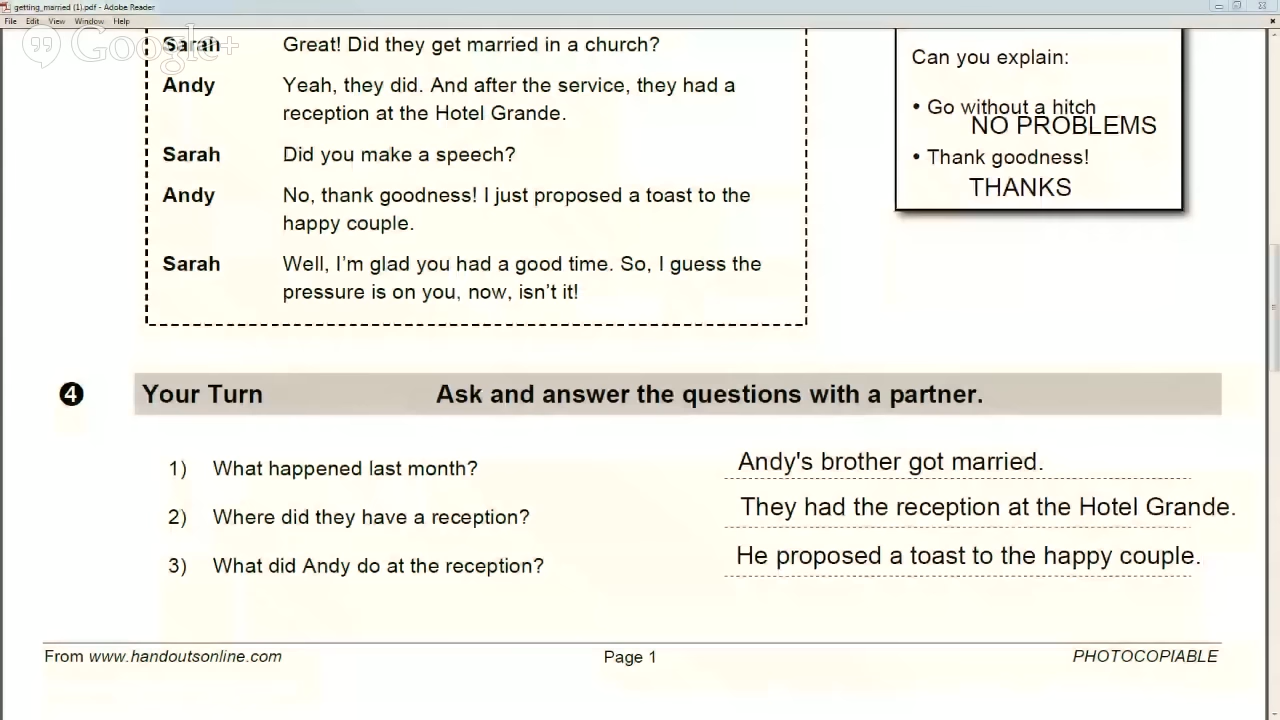 getting_married (1).pdf - Adobe Reader
File Edit View Window Help
Google+
Sarah Great! Did they get married in a church?
Andy Yeah, they did. And after the service, they had a
reception at the Hotel Grande.
Sarah Did you make a speech?
Andy No, thank goodness! I just proposed a toast to the
happy couple.
Sarah Well, I'm glad you had a good time. So, I guess the
pressure is on you, now, isn't it!
Can you explain:
• Go without a hitch
NO PROBLEMS
• Thank goodness!
THANKS
4 Your Turn Ask and answer the questions with a partner.
1) What happened last month? Andy's brother got married.
2) Where did they have a reception? They had the reception at the Hotel Grande.
3) What did Andy do at the reception? He proposed a toast to the happy couple.
From www.handoutsonline.com Page 1 PHOTOCOPIABLE